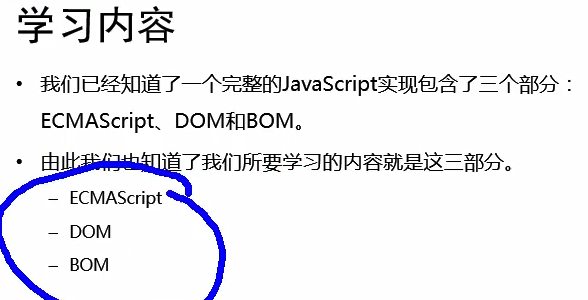 学习内容
• 我们已经知道了一个完整的JavaScript实现包含了三个部分：
ECMAScript、DOM和BOM。
• 由此我们也知道了我们所要学习的内容就是这三部分。
– ECMAScript
– DOM
– BOM